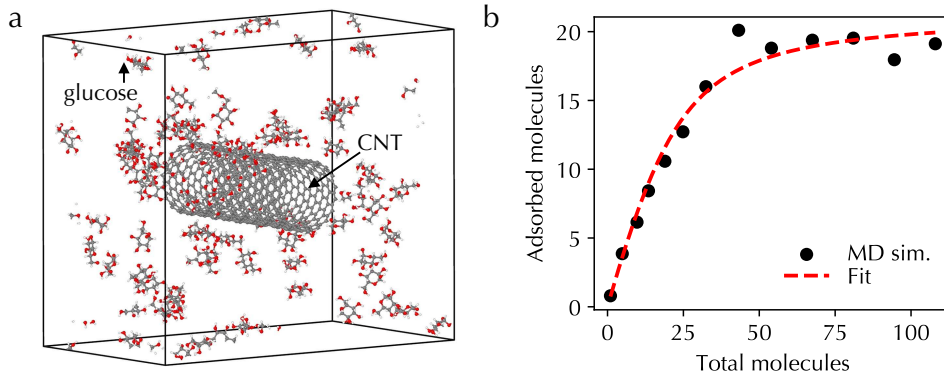 a
glucose
CNT
b
Adsorbed molecules
20
15
10
5
0
MD sim.
Fit
0
25
50
75
100
Total molecules